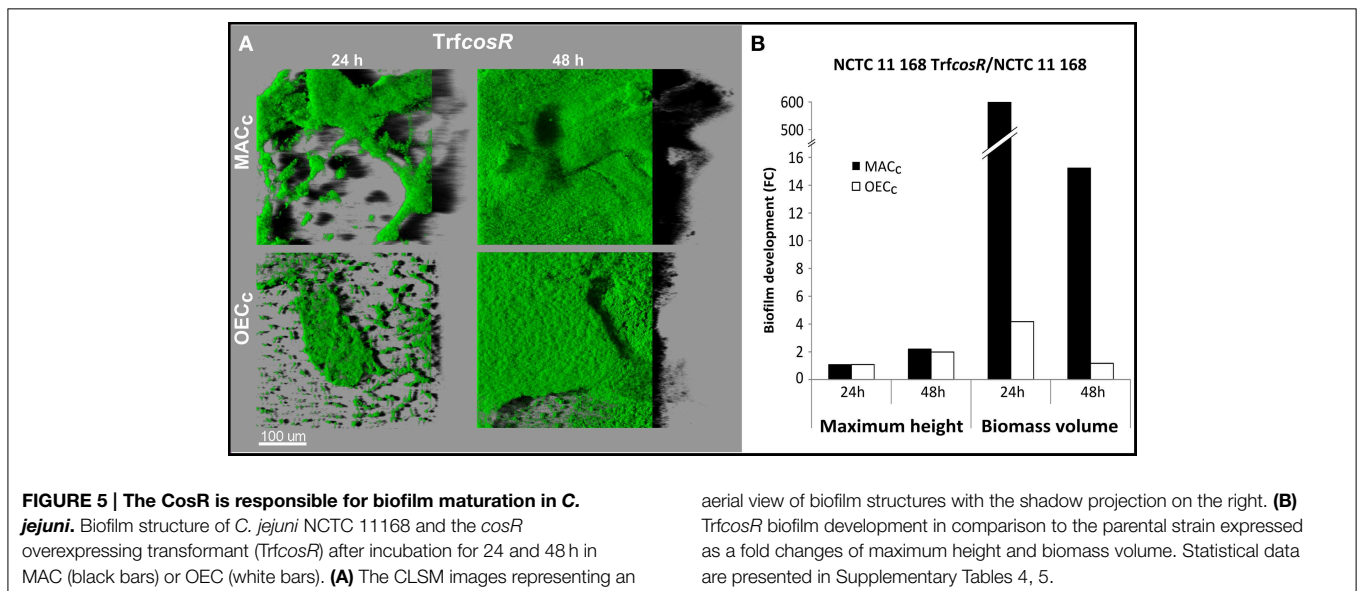 A
TrfcosR
24 h
48 h
MACc
OECc
100 um
B
NCTC 11 168 TrfcosR/NCTC 11 168
Biofilm development (FC)
600
500
16
14
12
10
8
6
4
2
0
MACc
OECc
24h
48h
24h
48h
Maximum height
Biomass volume
FIGURE 5 | The CosR is responsible for biofilm maturation in C.
jejuni. Biofilm structure of C. jejuni NCTC 11168 and the cosR
overexpressing transformant (TrfcosR) after incubation for 24 and 48 h in
MAC (black bars) or OEC (white bars). (A) The CLSM images representing an
aerial view of biofilm structures with the shadow projection on the right. (B)
TrfcosR biofilm development in comparison to the parental strain expressed
as a fold changes of maximum height and biomass volume. Statistical data
are presented in Supplementary Tables 4, 5.